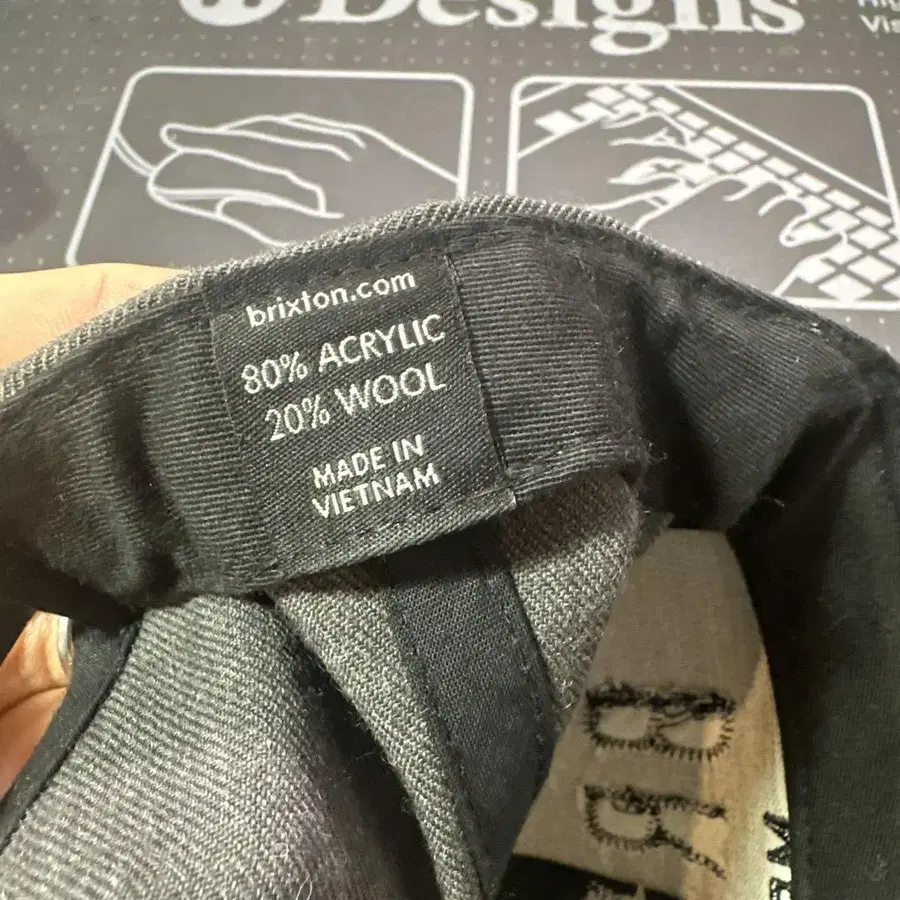 Designs
brixton.com
80% ACRYLIC
20% WOOL
MADE IN
VIETNAM